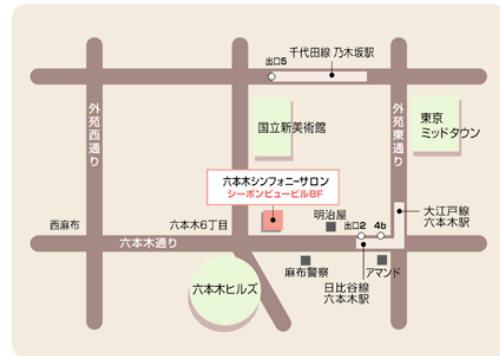 千代田線 乃木坂駅
出口5
外苑西通り
国立新美術館
外苑東通り
東京
ミッドタウン
六本木シンフォニーサロン
シーボンビュービルBF
西麻布
六本木6丁目
明治屋
出口2
4b
大江戸線
六本木駅
六本木通り
六本木ヒルズ
麻布警察
アマンド
日比谷線
六本木駅